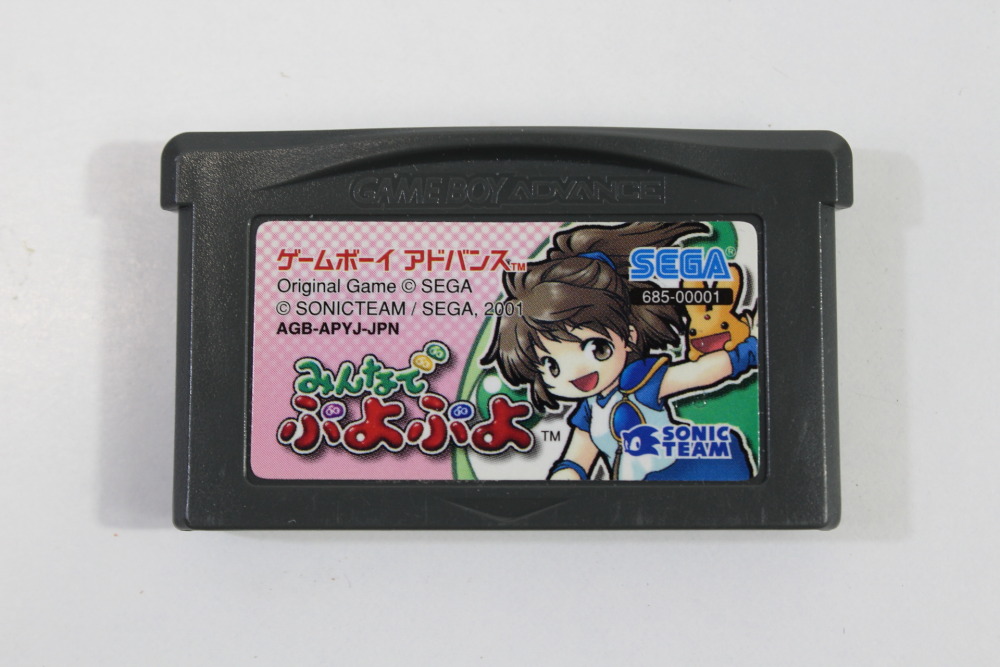 GAME BOY ADVANCE
ゲームボーイ アドバンス™
Original Game © SEGA
© SONICTEAM / SEGA, 2001
AGB-APYJ-JPN
SEGA®
685-00001
みんなで
ぷよぷよ™
SONIC
TEAM